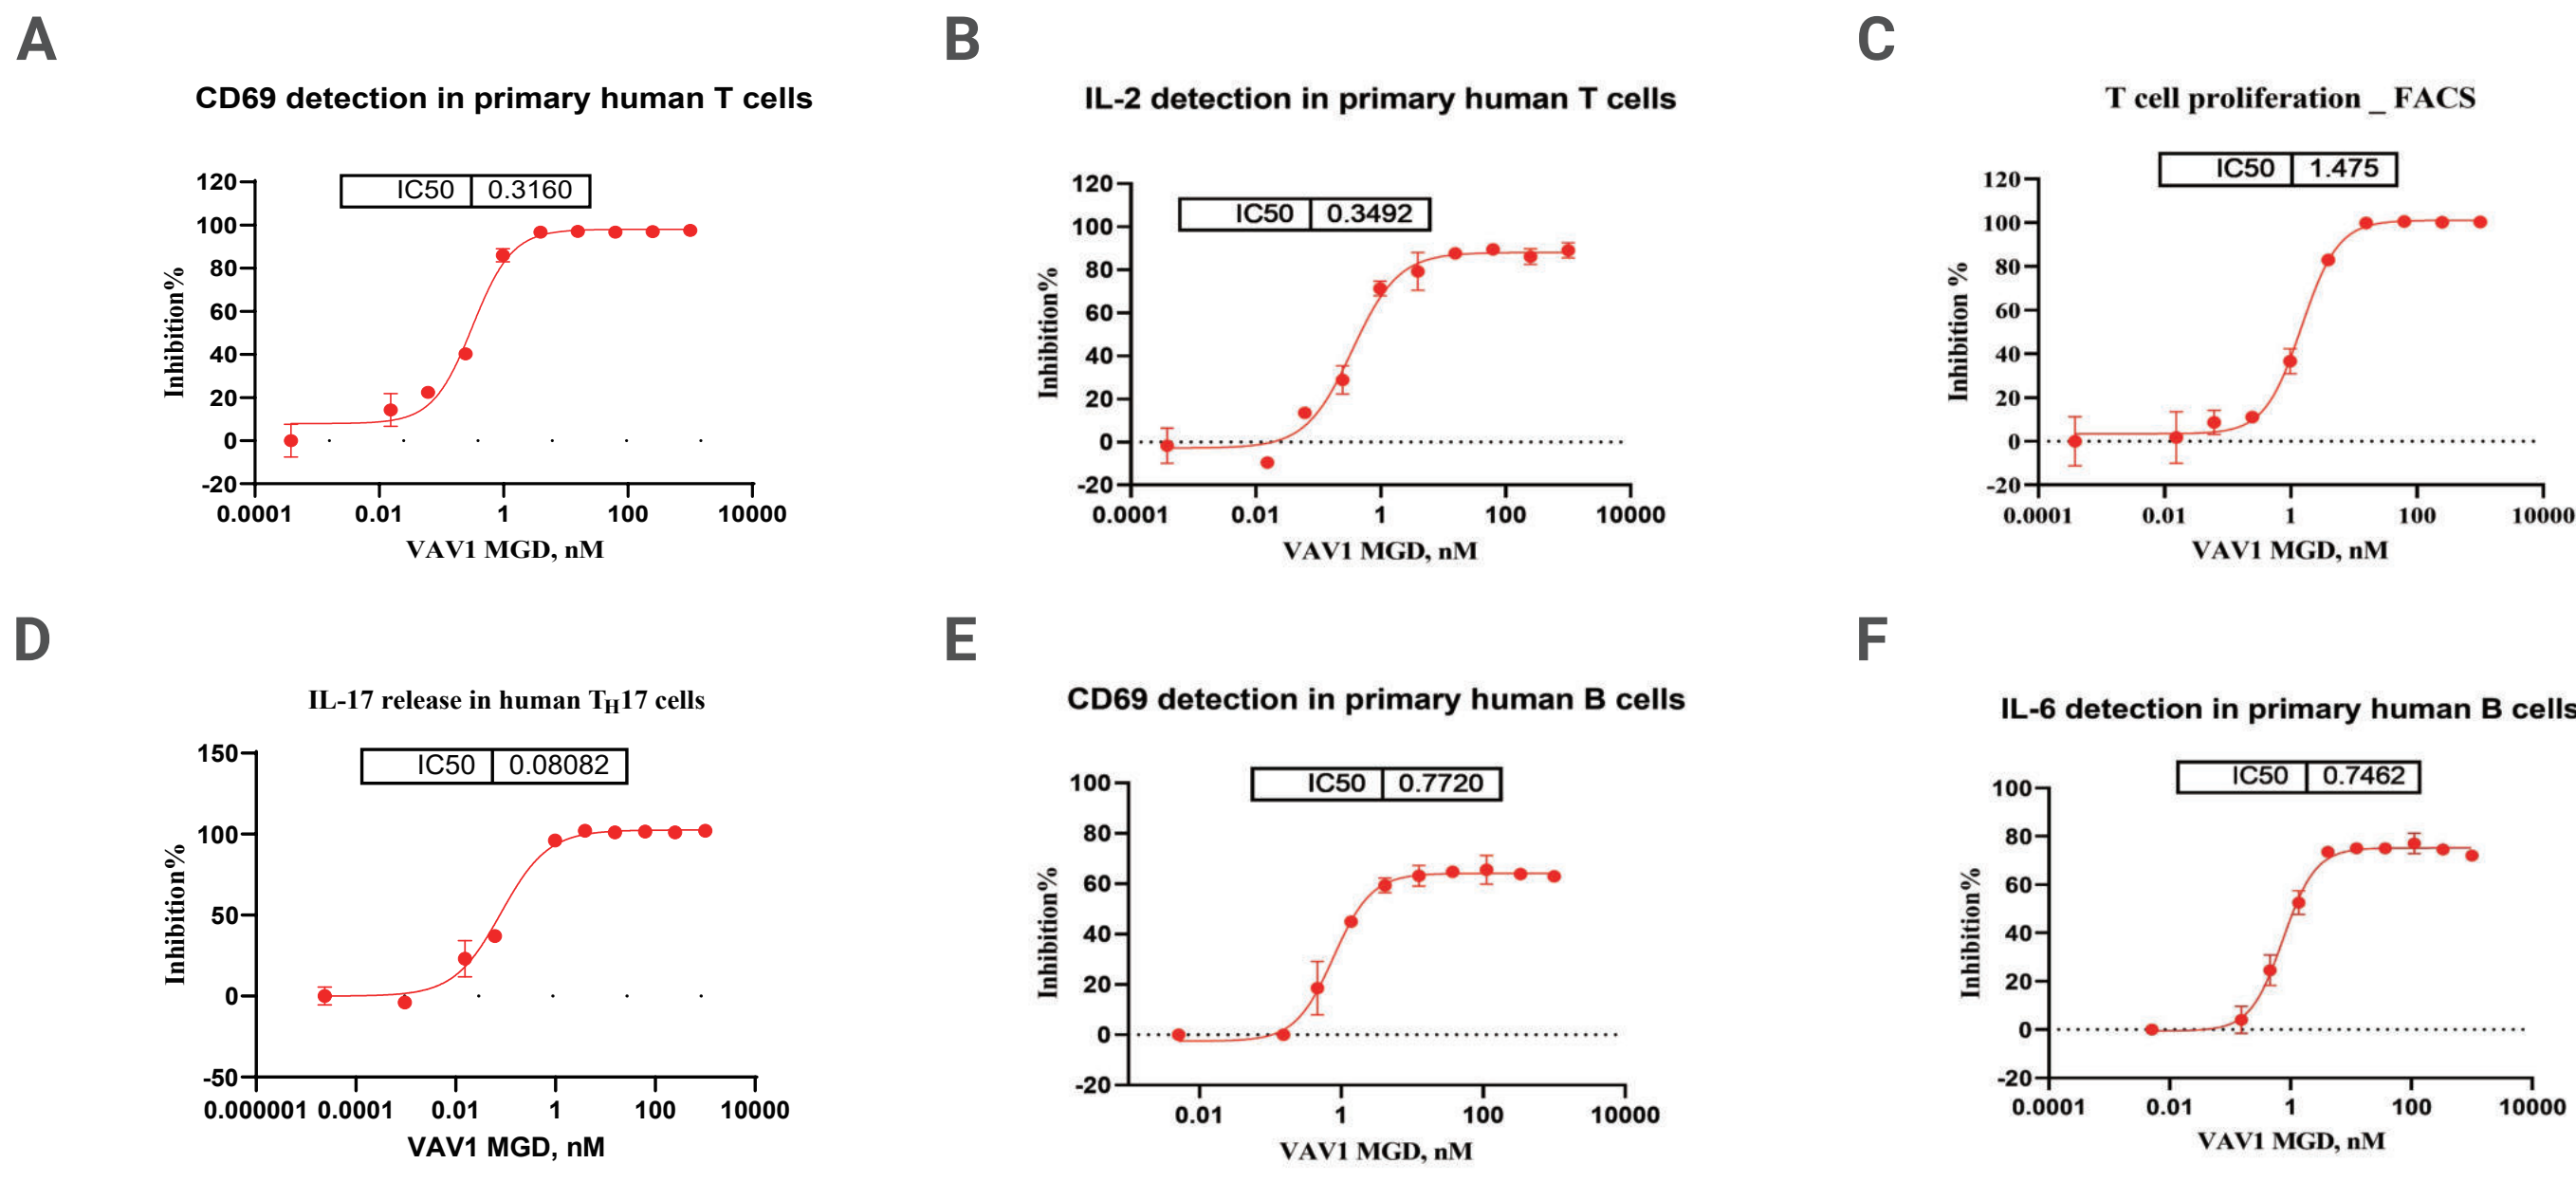 A
CD69 detection in primary human T cells
IC50 0.3160
120
100
80
60
40
20
0
-20
Inhibition%
0.0001 0.01 1 100 10000
VAV1 MGD, nM
B
IL-2 detection in primary human T cells
IC50 0.3492
120
100
80
60
40
20
0
-20
Inhibition%
0.0001 0.01 1 100 10000
VAV1 MGD, nM
C
T cell proliferation _ FACS
IC50 1.475
120
100
80
60
40
20
0
-20
Inhibition %
0.0001 0.01 1 100 10000
VAV1 MGD, nM
D
IL-17 release in human TH17 cells
IC50 0.08082
150
100
50
0
-50
Inhibition%
0.000001 0.0001 0.01 1 100 10000
VAV1 MGD, nM
E
CD69 detection in primary human B cells
IC50 0.7720
100
80
60
40
20
0
-20
Inhibition%
0.01 1 100 10000
VAV1 MGD, nM
F
IL-6 detection in primary human B cells
IC50 0.7462
100
80
60
40
20
0
-20
Inhibition%
0.0001 0.01 1 100 10000
VAV1 MGD, nM